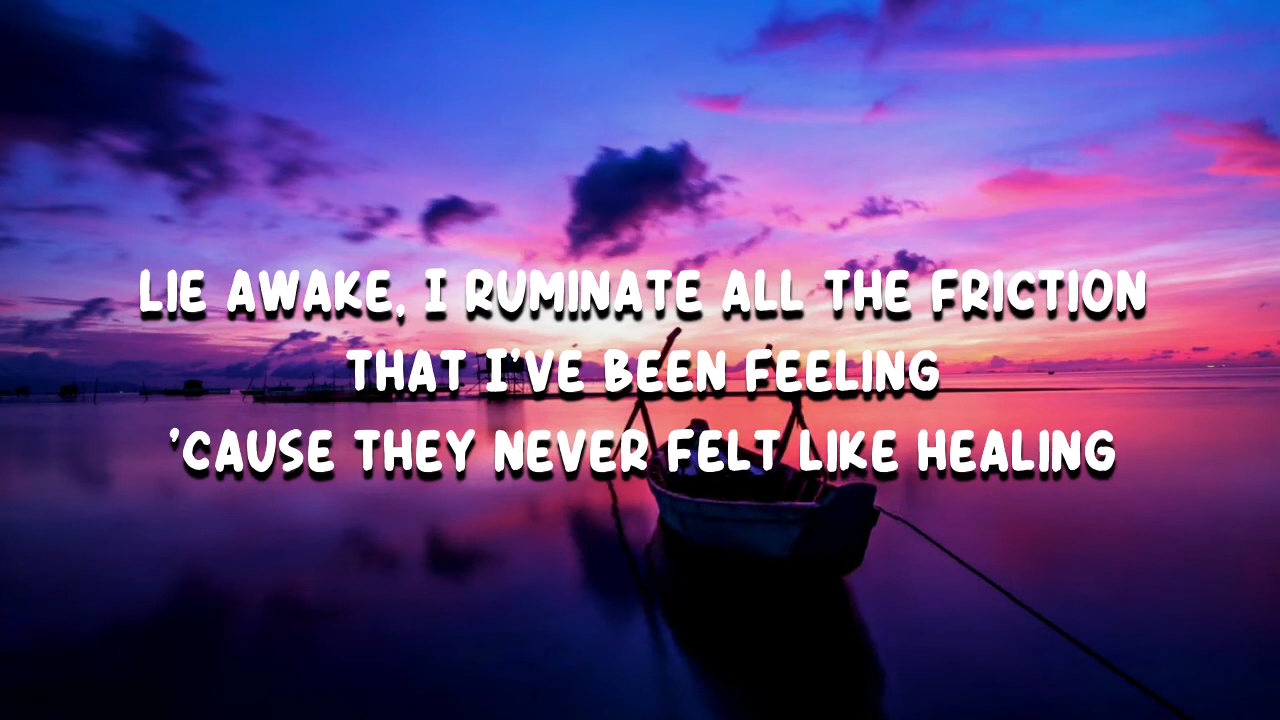 LIE AWAKE, I RUMINATE ALL THE FRICTION
THAT I'VE BEEN FEELING
'CAUSE THEY NEVER FELT LIKE HEALING